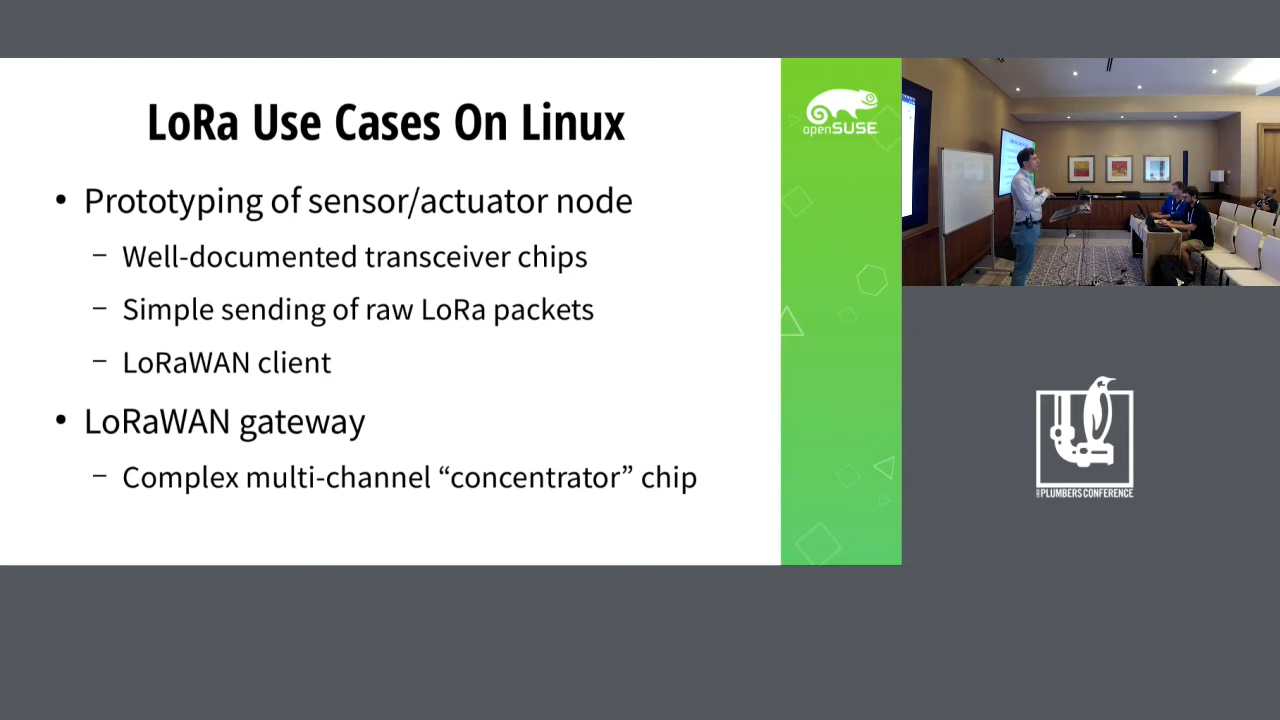 LoRa Use Cases On Linux
• Prototyping of sensor/actuator node
– Well-documented transceiver chips
– Simple sending of raw LoRa packets
– LoRaWAN client
• LoRaWAN gateway
– Complex multi-channel “concentrator” chip
openSUSE
PLUMBERS CONFERENCE